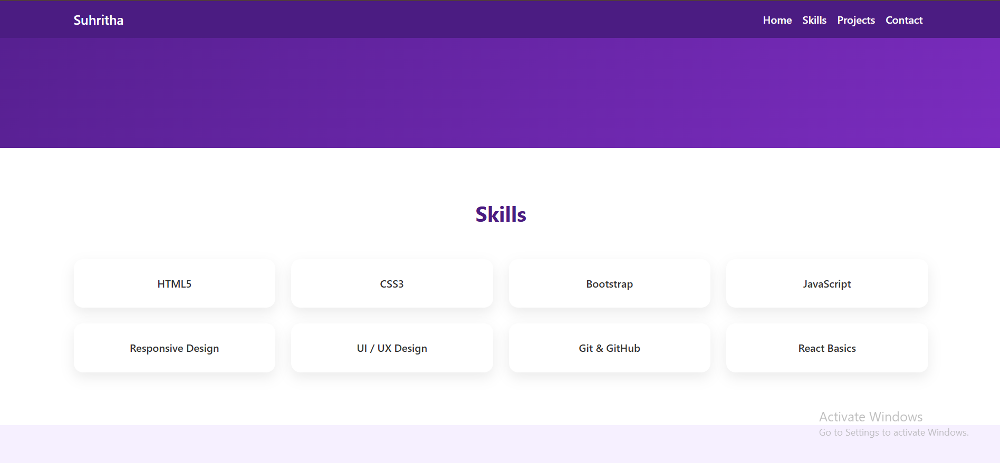 Suhritha
Home Skills Projects Contact
Skills
HTML5
CSS3
Bootstrap
JavaScript
Responsive Design
UI / UX Design
Git & GitHub
React Basics
Activate Windows
Go to Settings to activate Windows.